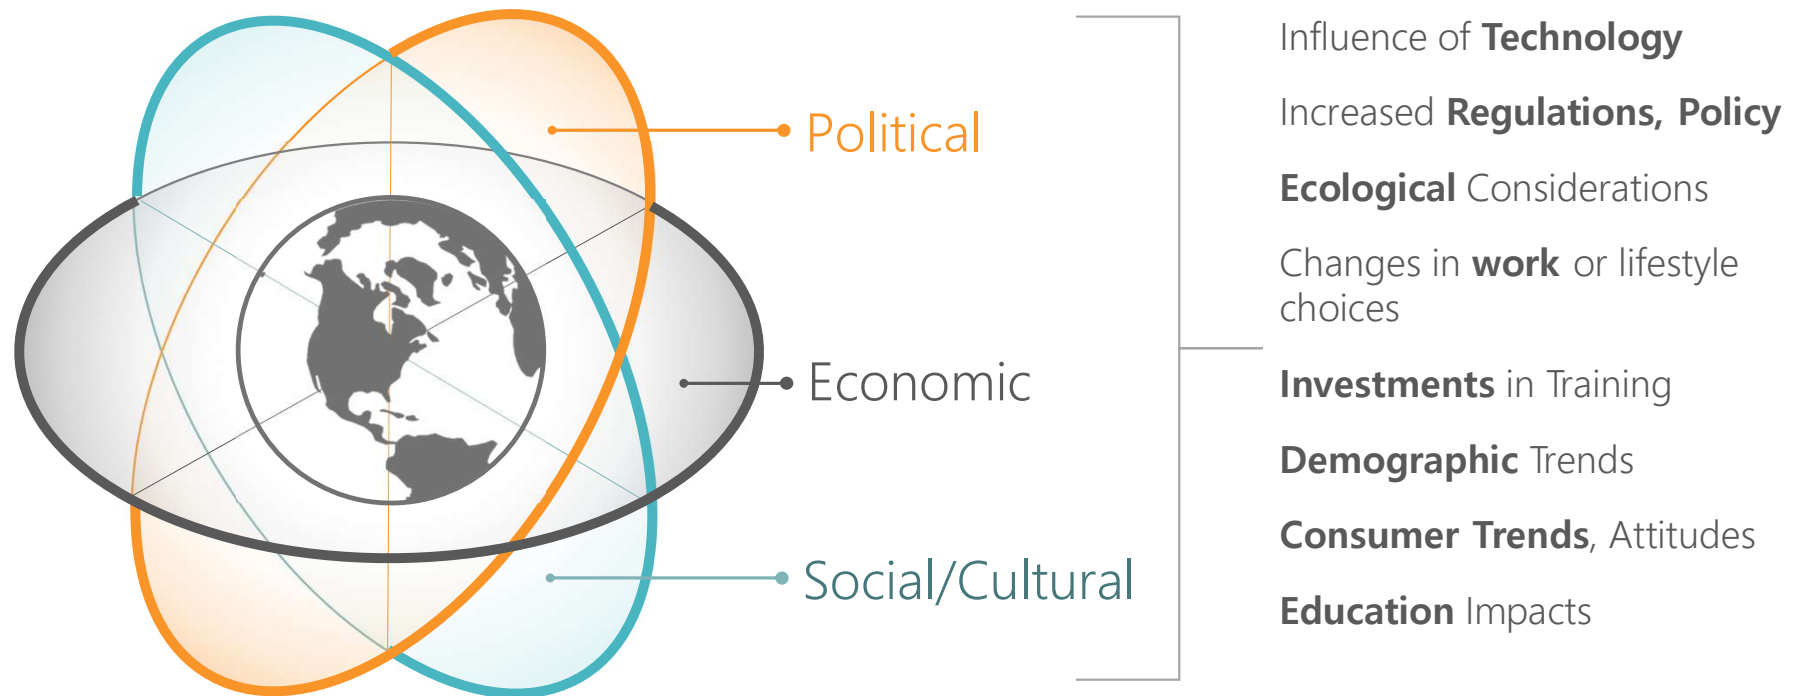 Political
Economic
Social/Cultural
Influence of Technology
Increased Regulations, Policy
Ecological Considerations
Changes in work or lifestyle
choices
Investments in Training
Demographic Trends
Consumer Trends, Attitudes
Education Impacts